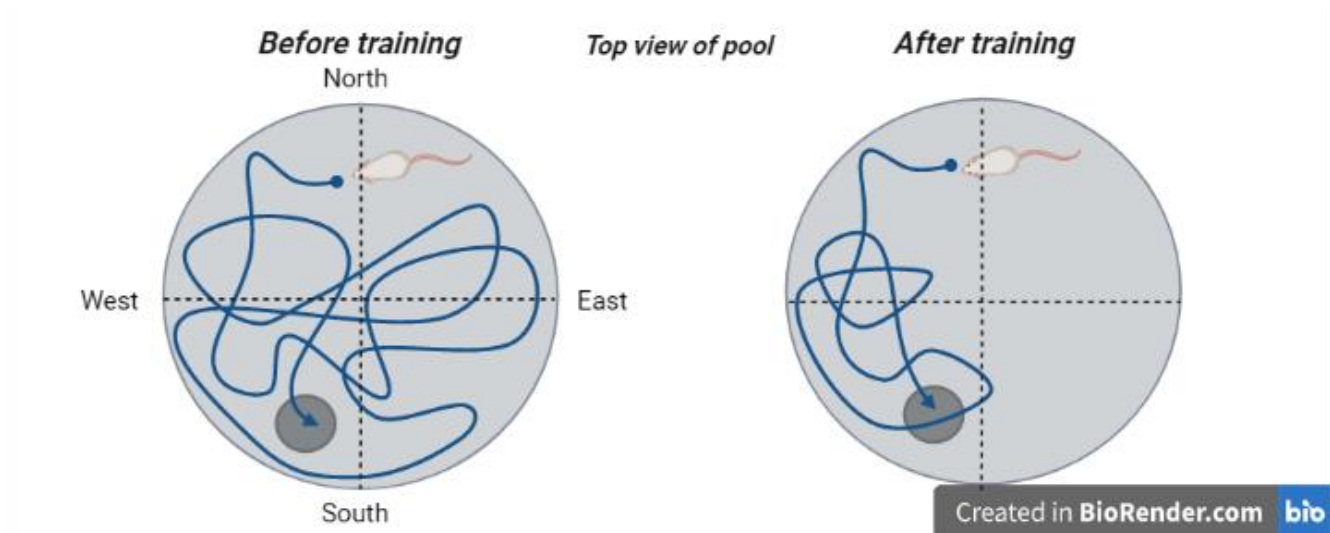 Before training
Top view of pool
After training
North
West
East
South
Created in BioRender.com bio